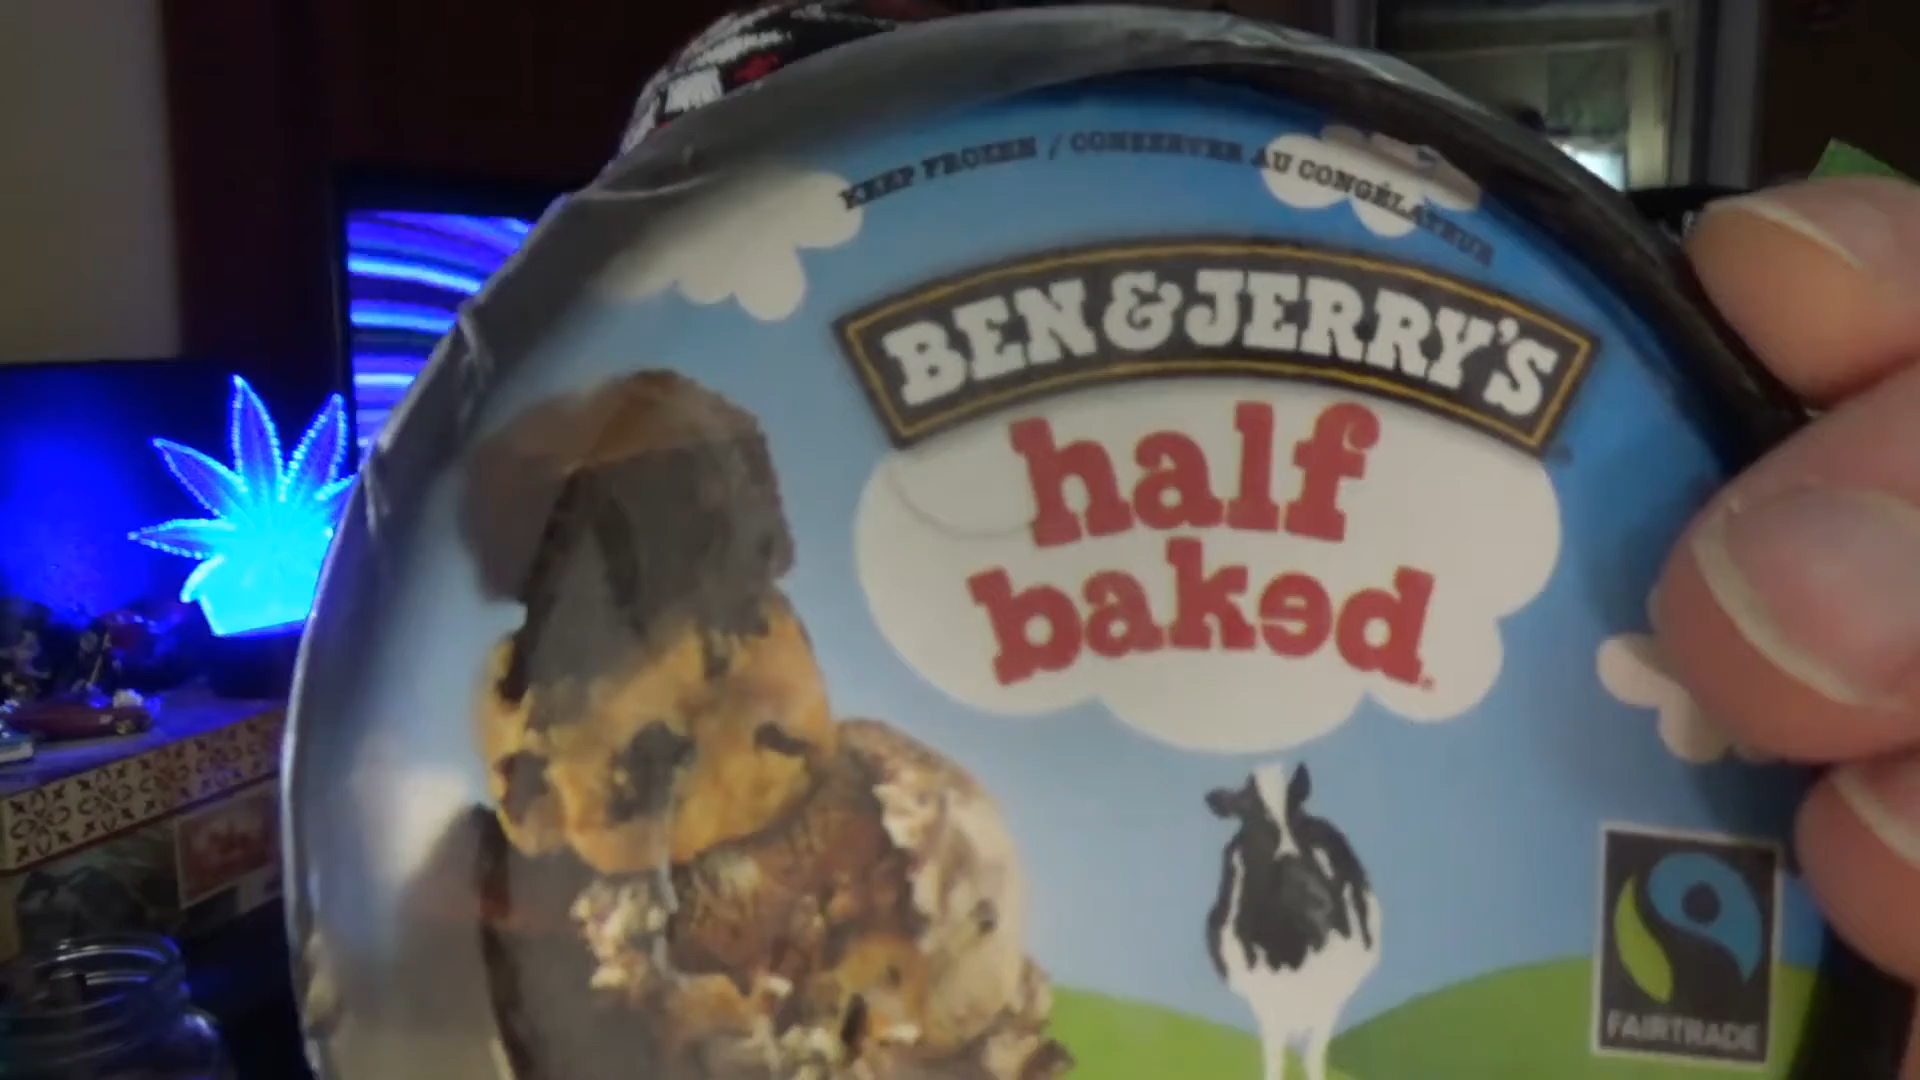 KEEP FROZEN / CONSERVER AU CONGÉLATEUR
BEN & JERRY'S
half
baked
FAIRTRADE